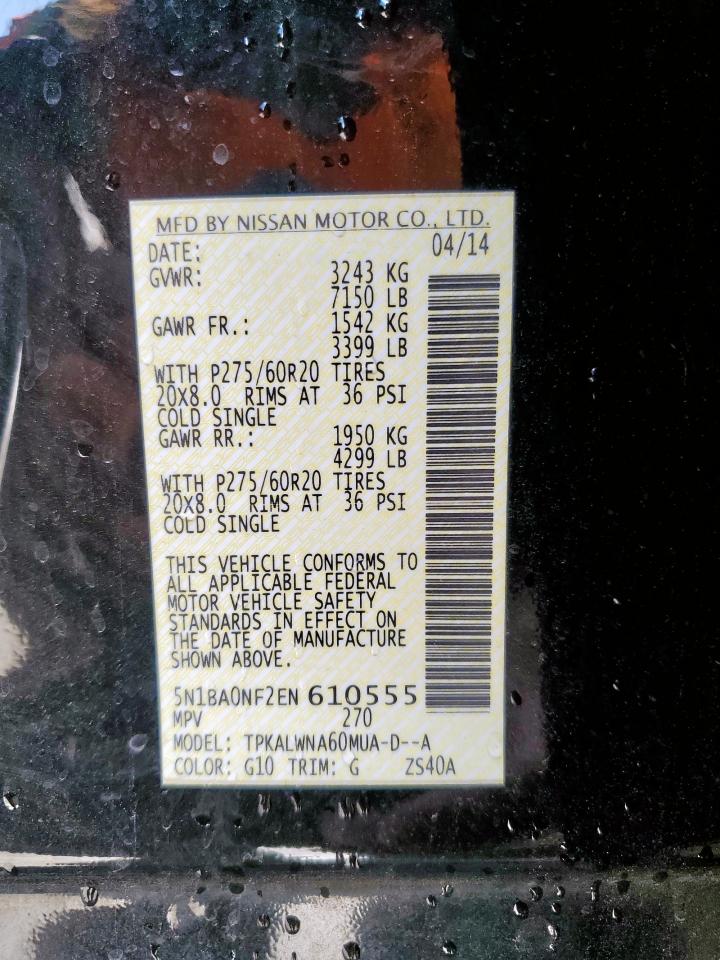 MFD BY NISSAN MOTOR CO., LTD.
DATE: 04/14
GVWR: 3243 KG
7150 LB
GAWR FR.: 1542 KG
3399 LB
WITH P275/60R20 TIRES
20X8.0 RIMS AT 36 PSI
COLD SINGLE
GAWR RR.: 1950 KG
4299 LB
WITH P275/60R20 TIRES
20X8.0 RIMS AT 36 PSI
COLD SINGLE
THIS VEHICLE CONFORMS TO
ALL APPLICABLE FEDERAL
MOTOR VEHICLE SAFETY
STANDARDS IN EFFECT ON
THE DATE OF MANUFACTURE
SHOWN ABOVE.
5N1BA0NF2EN 610555
MPV 270
MODEL: TPKALWNA60MUA-D--A
COLOR: G10 TRIM: G ZS40A